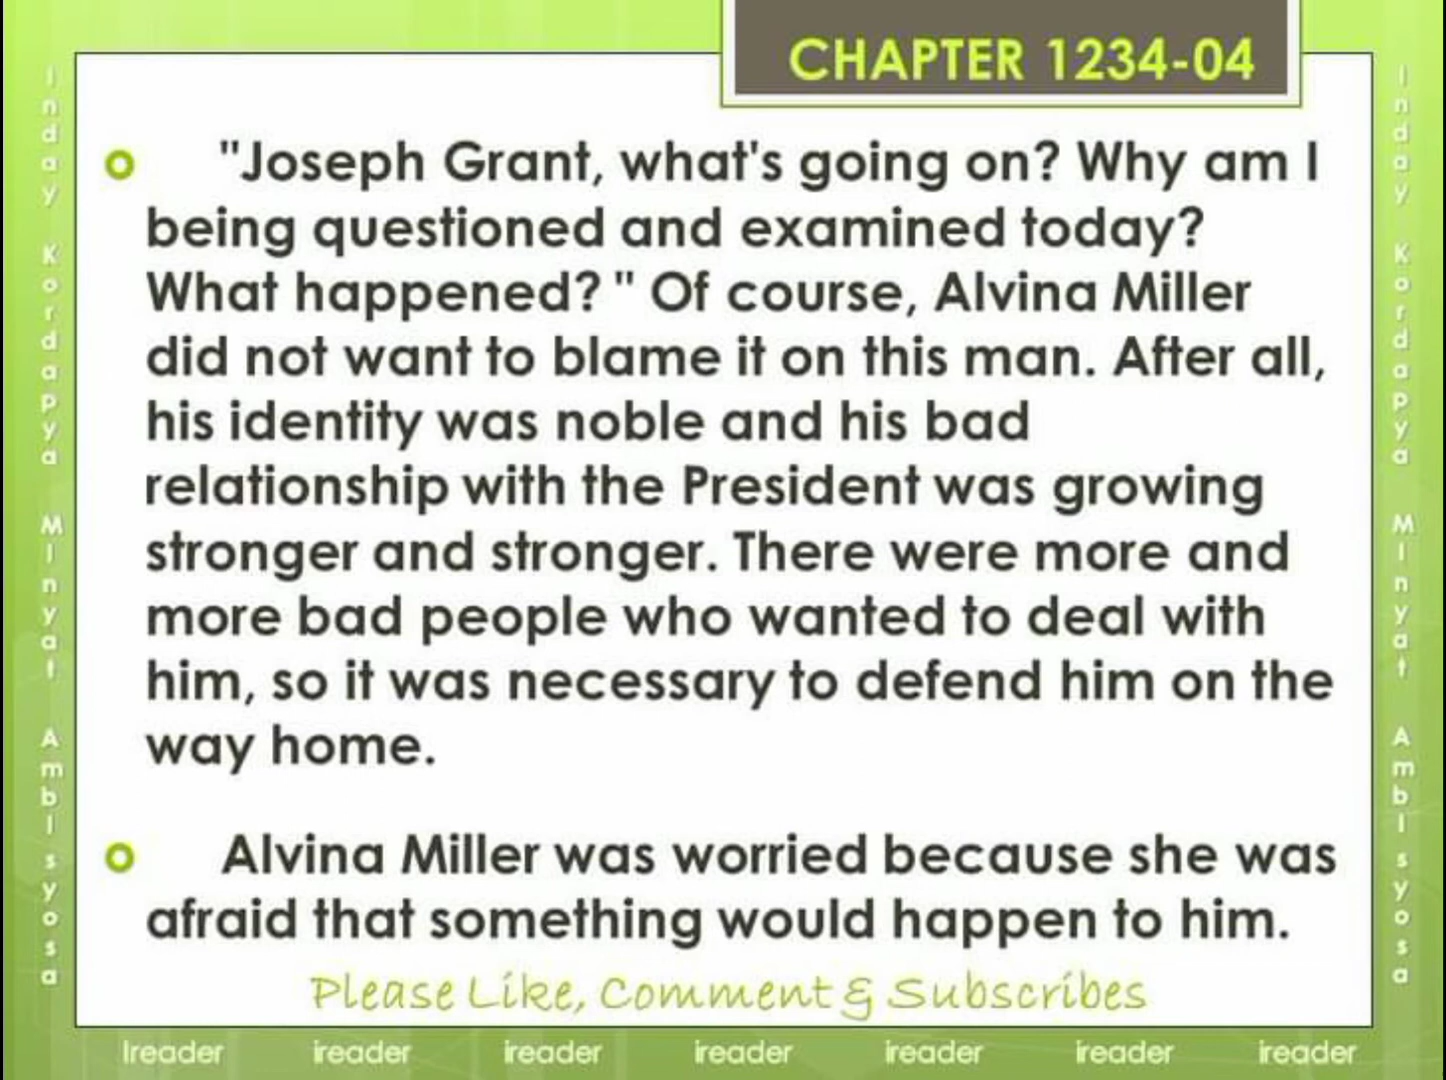 CHAPTER 1234-04
"Joseph Grant, what's going on? Why am I
being questioned and examined today?
What happened? " Of course, Alvina Miller
did not want to blame it on this man. After all,
his identity was noble and his bad
relationship with the President was growing
stronger and stronger. There were more and
more bad people who wanted to deal with
him, so it was necessary to defend him on the
way home.
Alvina Miller was worried because she was
afraid that something would happen to him.
Please Like, Comment & Subscribes
Inday Kordapya MInyat AmbIsyosa
Inday Kordapya MInyat AmbIsyosa
Ireader ireader ireader ireader ireader ireader ireader